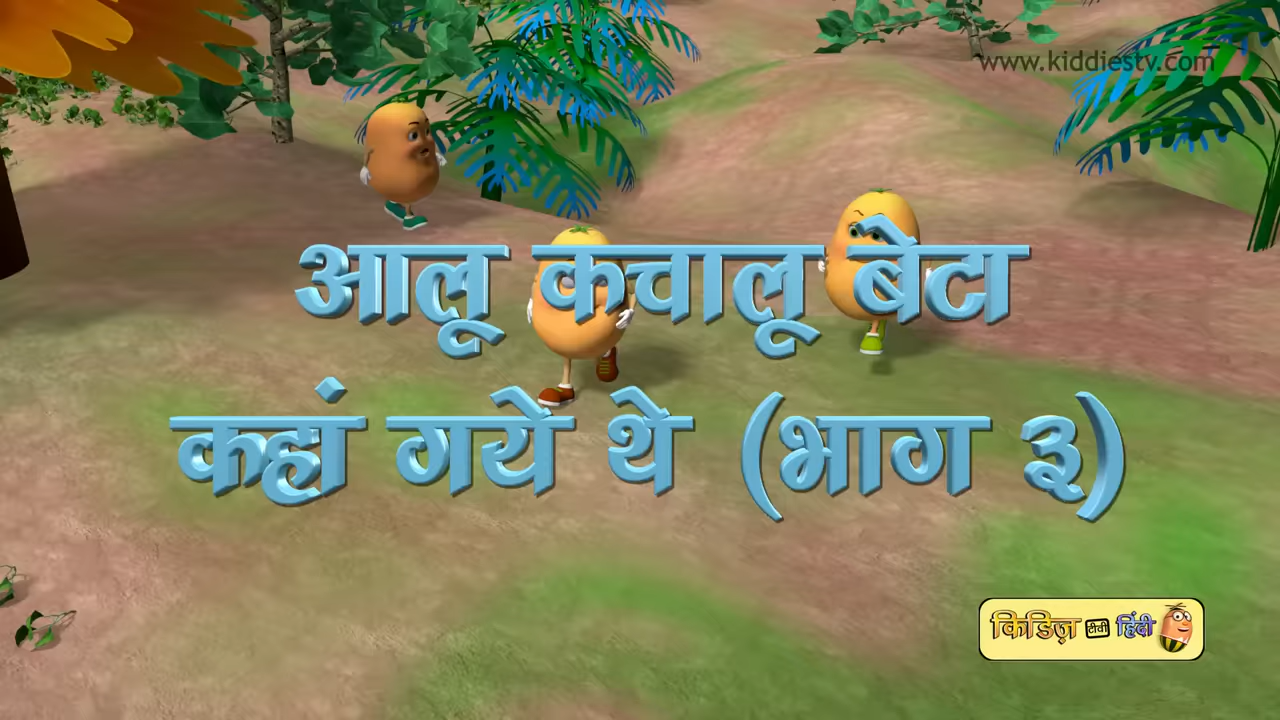 www.kiddiestv.com
आलू कचालू बेटा
कहां गये थे (भाग ३)
किडिज़ टीवी हिंदी